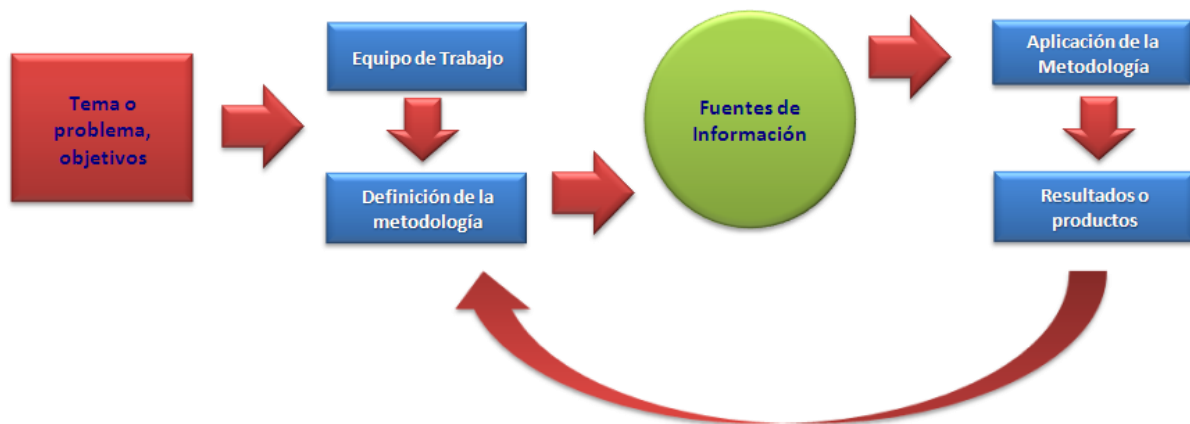 Tema o
problema,
objetivos
Equipo de Trabajo
Definición de la
metodología
Fuentes de
Información
Aplicación de la
Metodología
Resultados o
productos